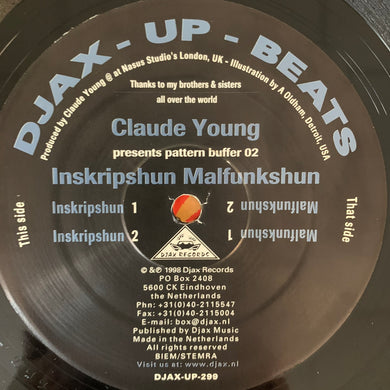 DJAX - UP - BEATS
Produced by Claude Young @ at Nasus Studio's London, UK - Illustration by A Oldham, Detroit, USA
Thanks to my brothers & sisters
all over the world
Claude Young
presents pattern buffer 02
Inskripshun Malfunkshun
This side
Inskripshun 1
Inskripshun 2
That side
Malfunkshun 1
Malfunkshun 2
DJAX RECORDS
© & ℗ 1998 Djax Records
PO Box 2408
5600 CK Eindhoven
the Netherlands
Phn: +31(0)40-2115547
Fax: +31(0)40-2115004
E-mail: box@djax.nl
Published by Djax Music
Made in the Netherlands
All rights reserved
BIEM/STEMRA
Visit us at: www.djax.nl
DJAX-UP-299